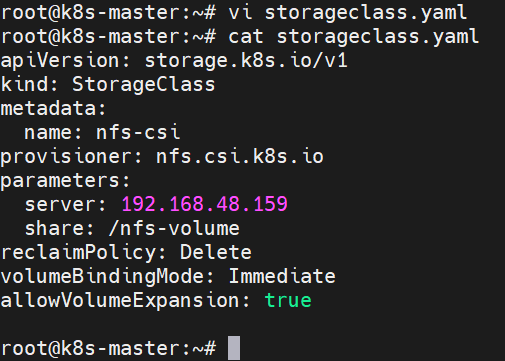 root@k8s-master:~# vi storageclass.yaml
root@k8s-master:~# cat storageclass.yaml
apiVersion: storage.k8s.io/v1
kind: StorageClass
metadata:
  name: nfs-csi
provisioner: nfs.csi.k8s.io
parameters:
  server: 192.168.48.159
  share: /nfs-volume
reclaimPolicy: Delete
volumeBindingMode: Immediate
allowVolumeExpansion: true

root@k8s-master:~#